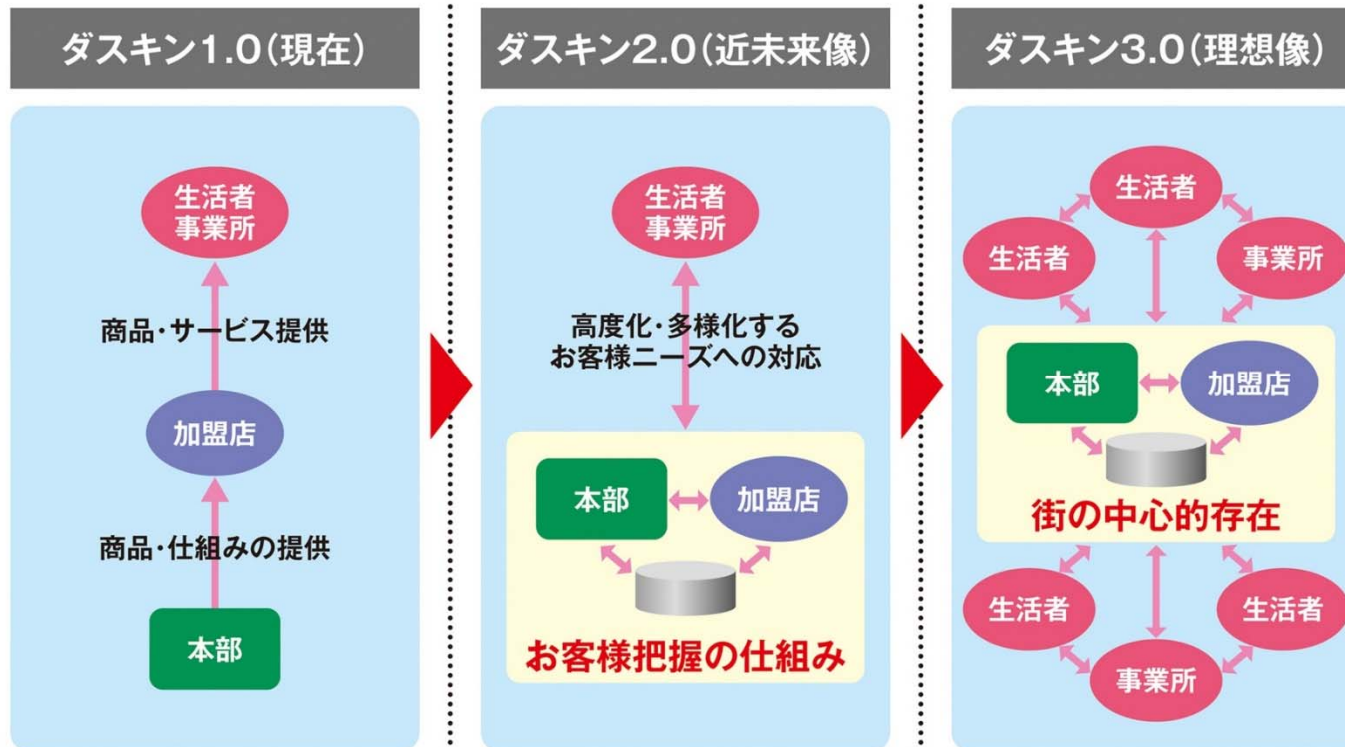 ダスキン1.0(現在)
生活者
事業所
商品・サービス提供
加盟店
商品・仕組みの提供
本部
ダスキン2.0(近未来像)
生活者
事業所
高度化・多様化する
お客様ニーズへの対応
本部
加盟店
お客様把握の仕組み
ダスキン3.0(理想像)
生活者
生活者
事業所
本部
加盟店
街の中心的存在
生活者
生活者
事業所